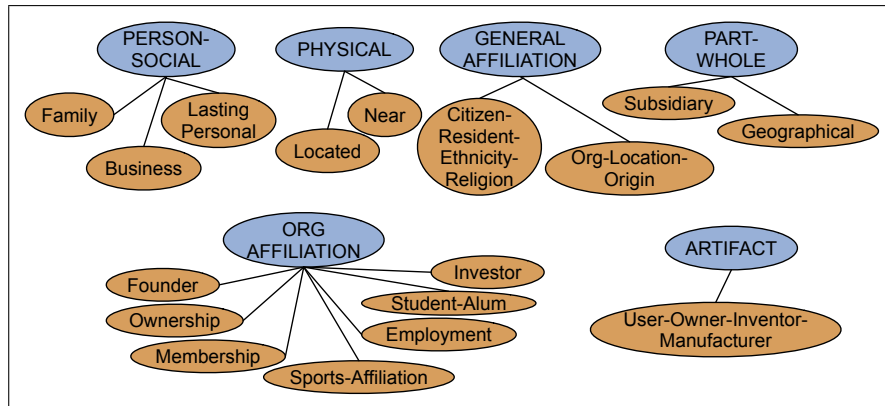 PERSON-
SOCIAL
PHYSICAL
GENERAL
AFFILIATION
PART-
WHOLE
Family
Lasting
Personal
Business
Near
Located
Citizen-
Resident-
Ethnicity-
Religion
Org-Location-
Origin
Subsidiary
Geographical
ORG
AFFILIATION
Founder
Ownership
Membership
Sports-Affiliation
Employment
Student-Alum
Investor
ARTIFACT
User-Owner-Inventor-
Manufacturer